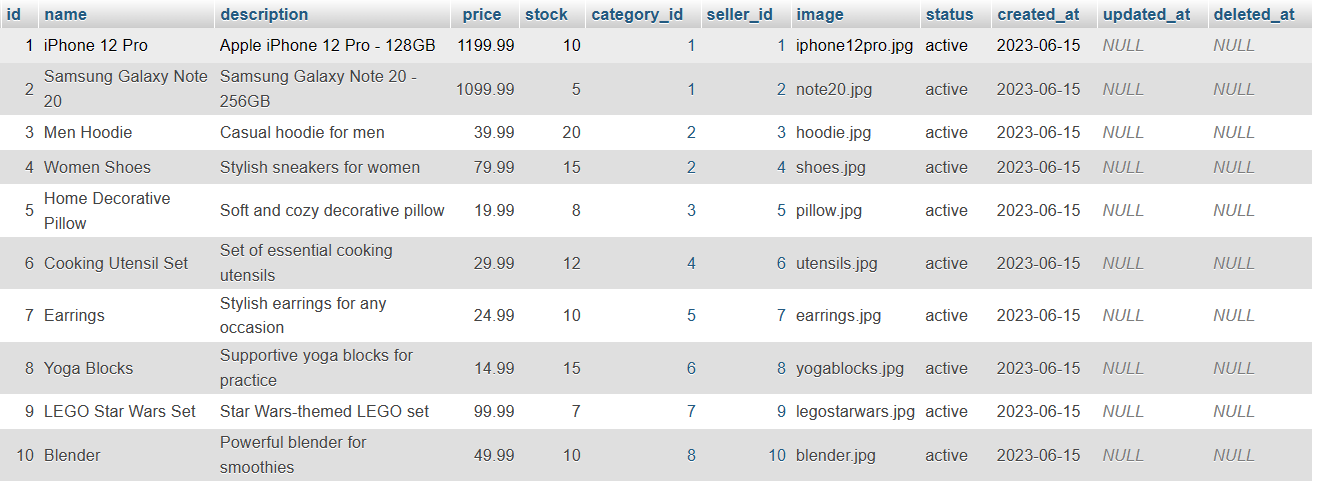 id name description price stock category_id seller_id image status created_at updated_at deleted_at
1 iPhone 12 Pro Apple iPhone 12 Pro - 128GB 1199.99 10 1 1 iphone12pro.jpg active 2023-06-15 NULL NULL
2 Samsung Galaxy Note 20 Samsung Galaxy Note 20 - 256GB 1099.99 5 1 2 note20.jpg active 2023-06-15 NULL NULL
3 Men Hoodie Casual hoodie for men 39.99 20 2 3 hoodie.jpg active 2023-06-15 NULL NULL
4 Women Shoes Stylish sneakers for women 79.99 15 2 4 shoes.jpg active 2023-06-15 NULL NULL
5 Home Decorative Pillow Soft and cozy decorative pillow 19.99 8 3 5 pillow.jpg active 2023-06-15 NULL NULL
6 Cooking Utensil Set Set of essential cooking utensils 29.99 12 4 6 utensils.jpg active 2023-06-15 NULL NULL
7 Earrings Stylish earrings for any occasion 24.99 10 5 7 earrings.jpg active 2023-06-15 NULL NULL
8 Yoga Blocks Supportive yoga blocks for practice 14.99 15 6 8 yogablocks.jpg active 2023-06-15 NULL NULL
9 LEGO Star Wars Set Star Wars-themed LEGO set 99.99 7 7 9 legostarwars.jpg active 2023-06-15 NULL NULL
10 Blender Powerful blender for smoothies 49.99 10 8 10 blender.jpg active 2023-06-15 NULL NULL